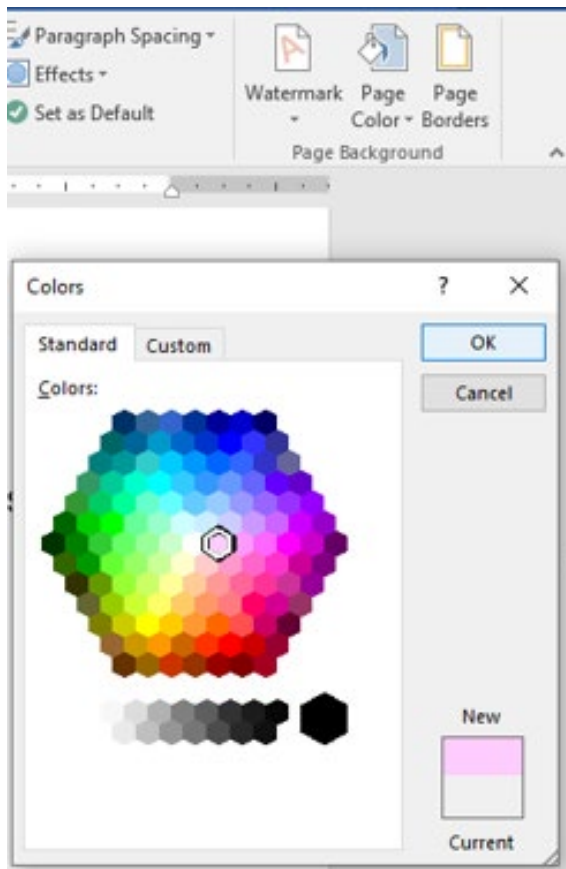 Paragraph Spacing
Effects
Set as Default
Watermark
Page Color
Page Borders
Page Background
Colors
?
Standard
Custom
OK
Cancel
Colors:
New
Current